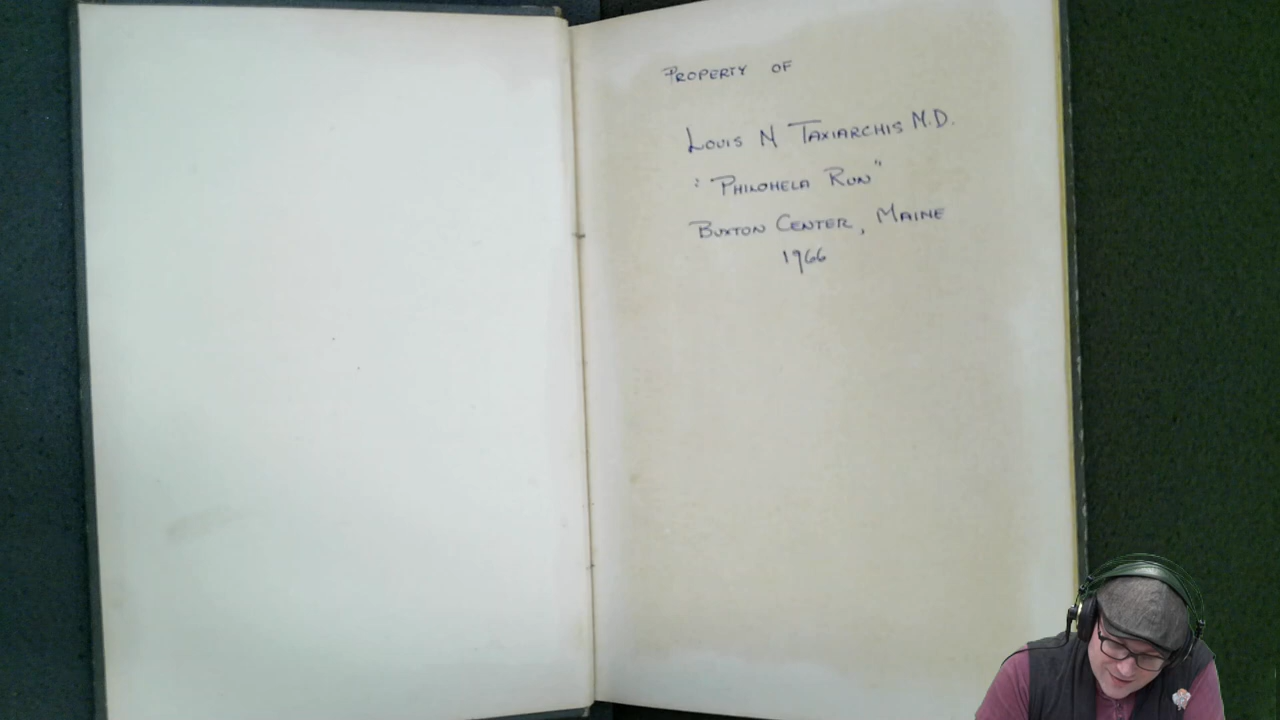 PROPERTY OF
LOUIS N TAXIARCHIS M.D.
"PHILOHELA RUN"
BUXTON CENTER, MAINE
1966